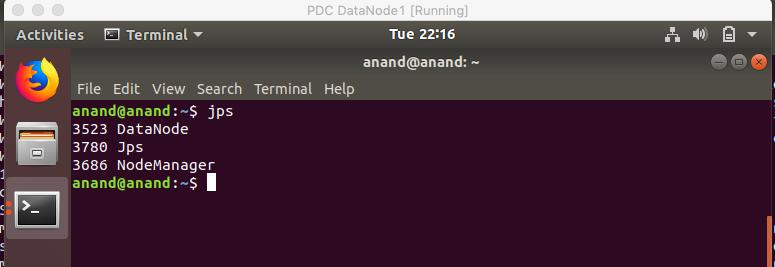 PDC DataNode1 [Running]
Activities Terminal Tue 22:16
anand@anand: ~
File Edit View Search Terminal Help
anand@anand:~$ jps
3523 DataNode
3780 Jps
3686 NodeManager
anand@anand:~$